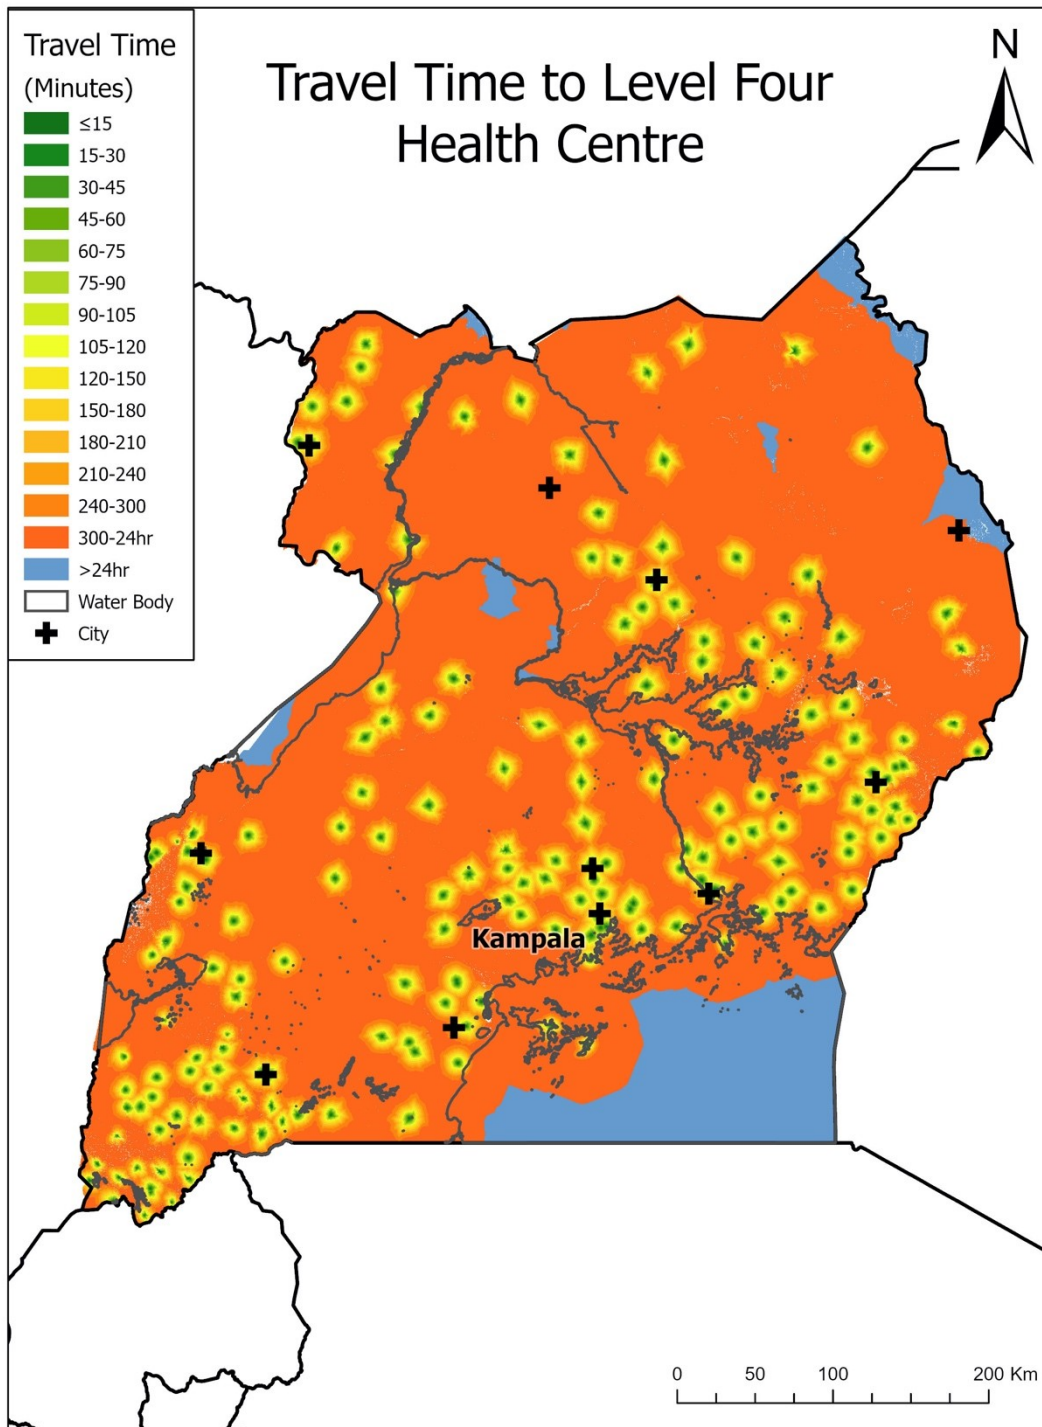 Travel Time
(Minutes)
≤15
15-30
30-45
45-60
60-75
75-90
90-105
105-120
120-150
150-180
180-210
210-240
240-300
300-24hr
>24hr
Water Body
City
Travel Time to Level Four
Health Centre
N
Kampala
0 50 100 200 Km